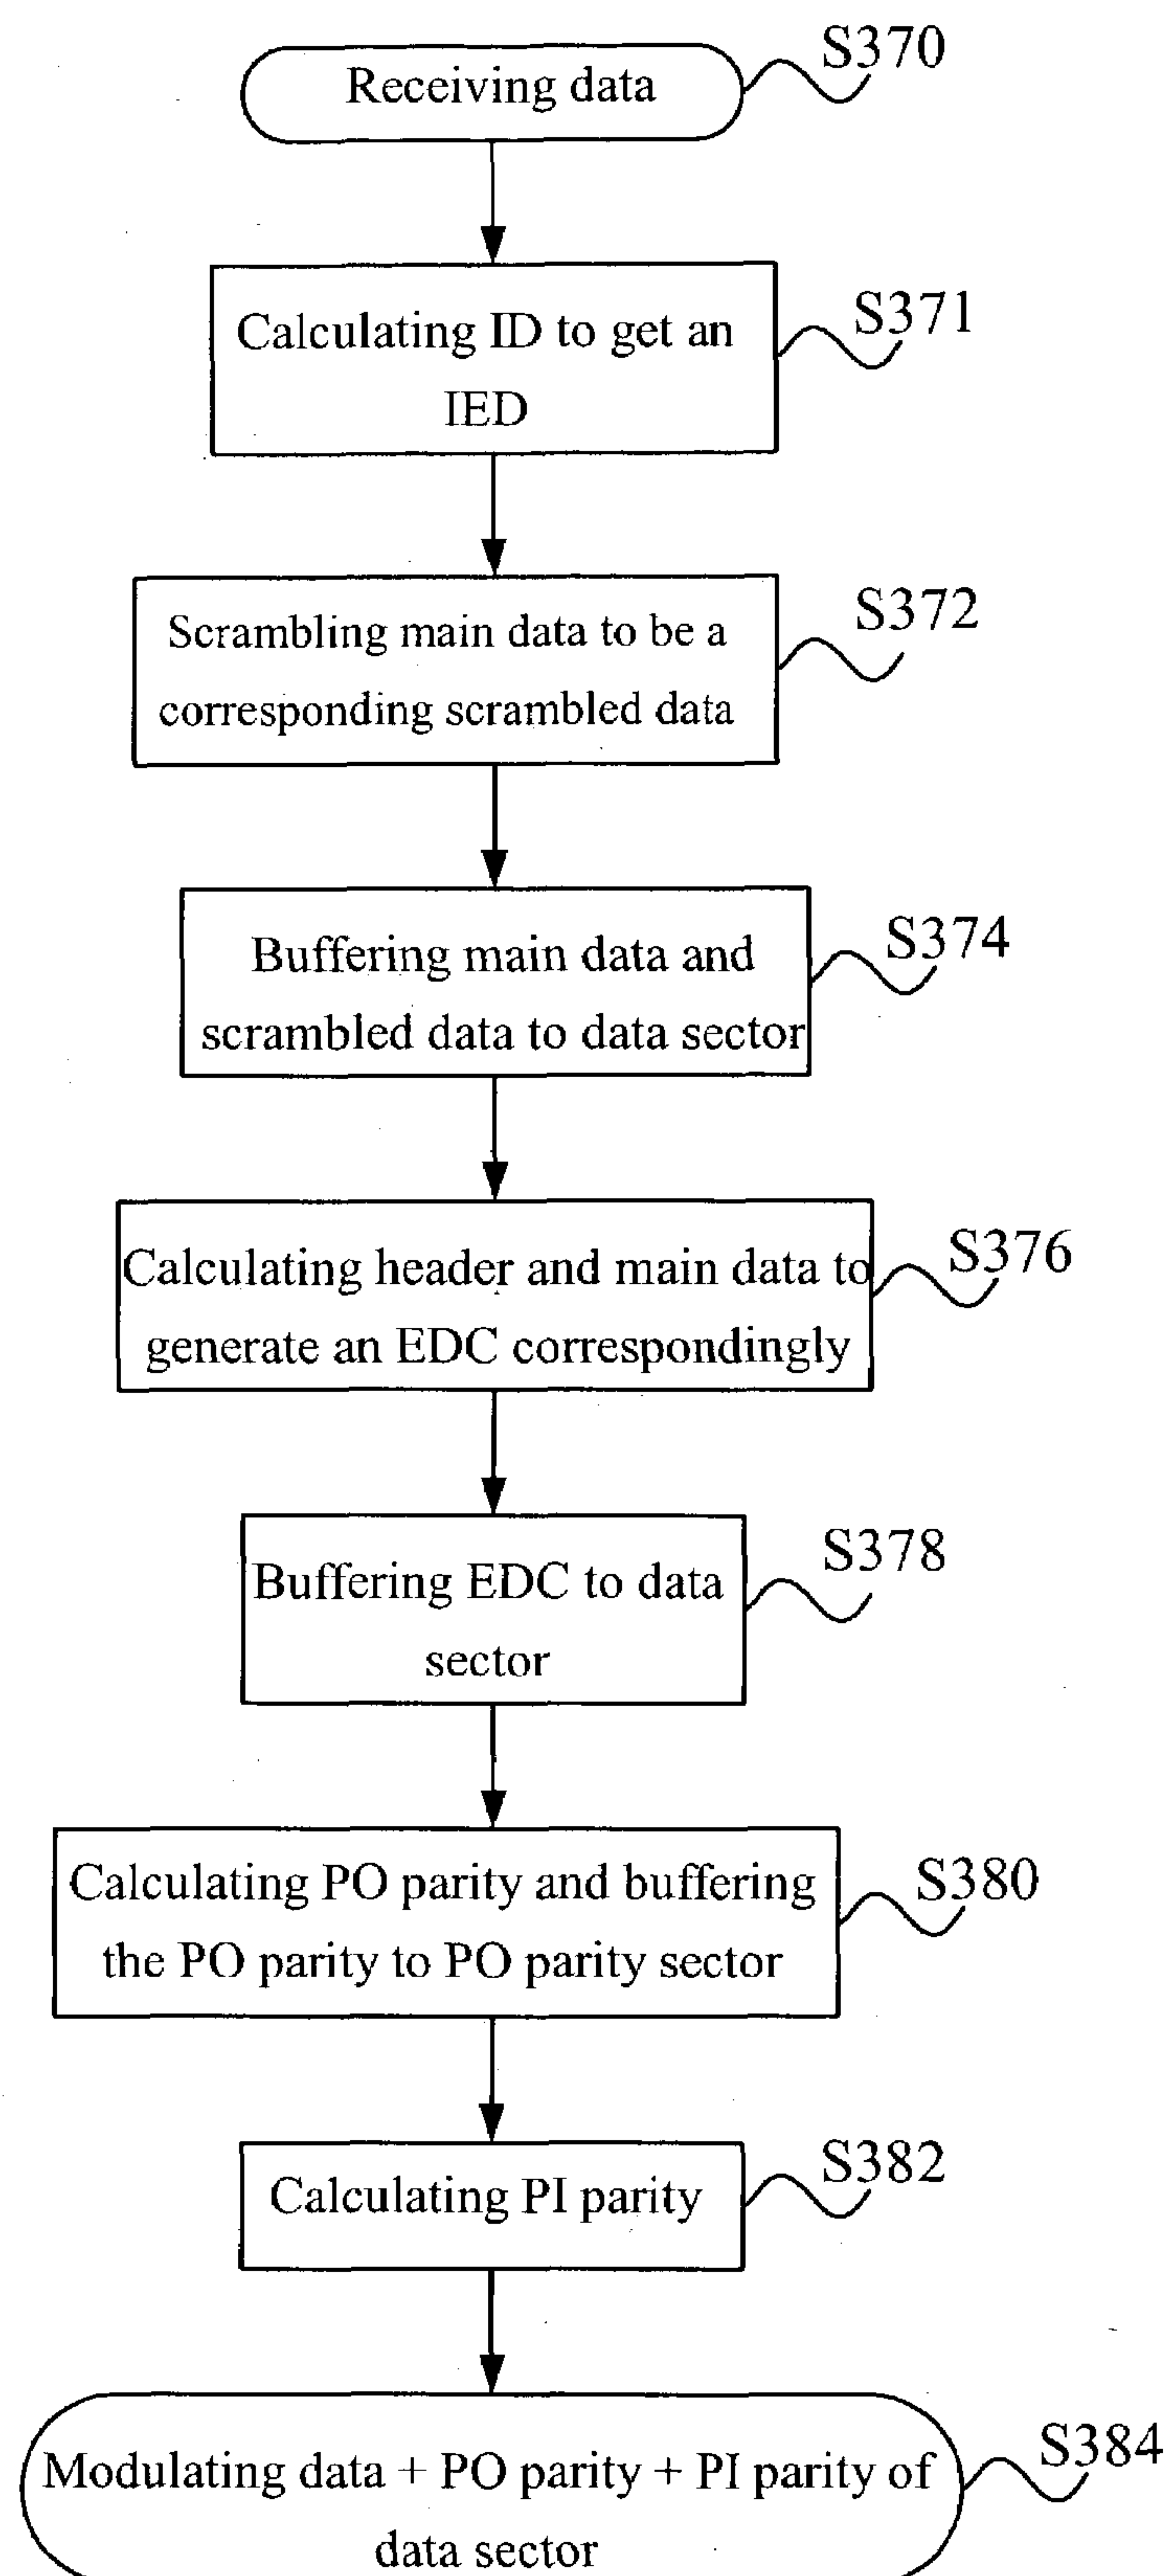 Receiving data
S370
Calculating ID to get an
IED
S371
Scrambling main data to be a
corresponding scrambled data
S372
Buffering main data and
scrambled data to data sector
S374
Calculating header and main data to
generate an EDC correspondingly
S376
Buffering EDC to data
sector
S378
Calculating PO parity and buffering
the PO parity to PO parity sector
S380
Calculating PI parity
S382
Modulating data + PO parity + PI parity of
data sector
S384